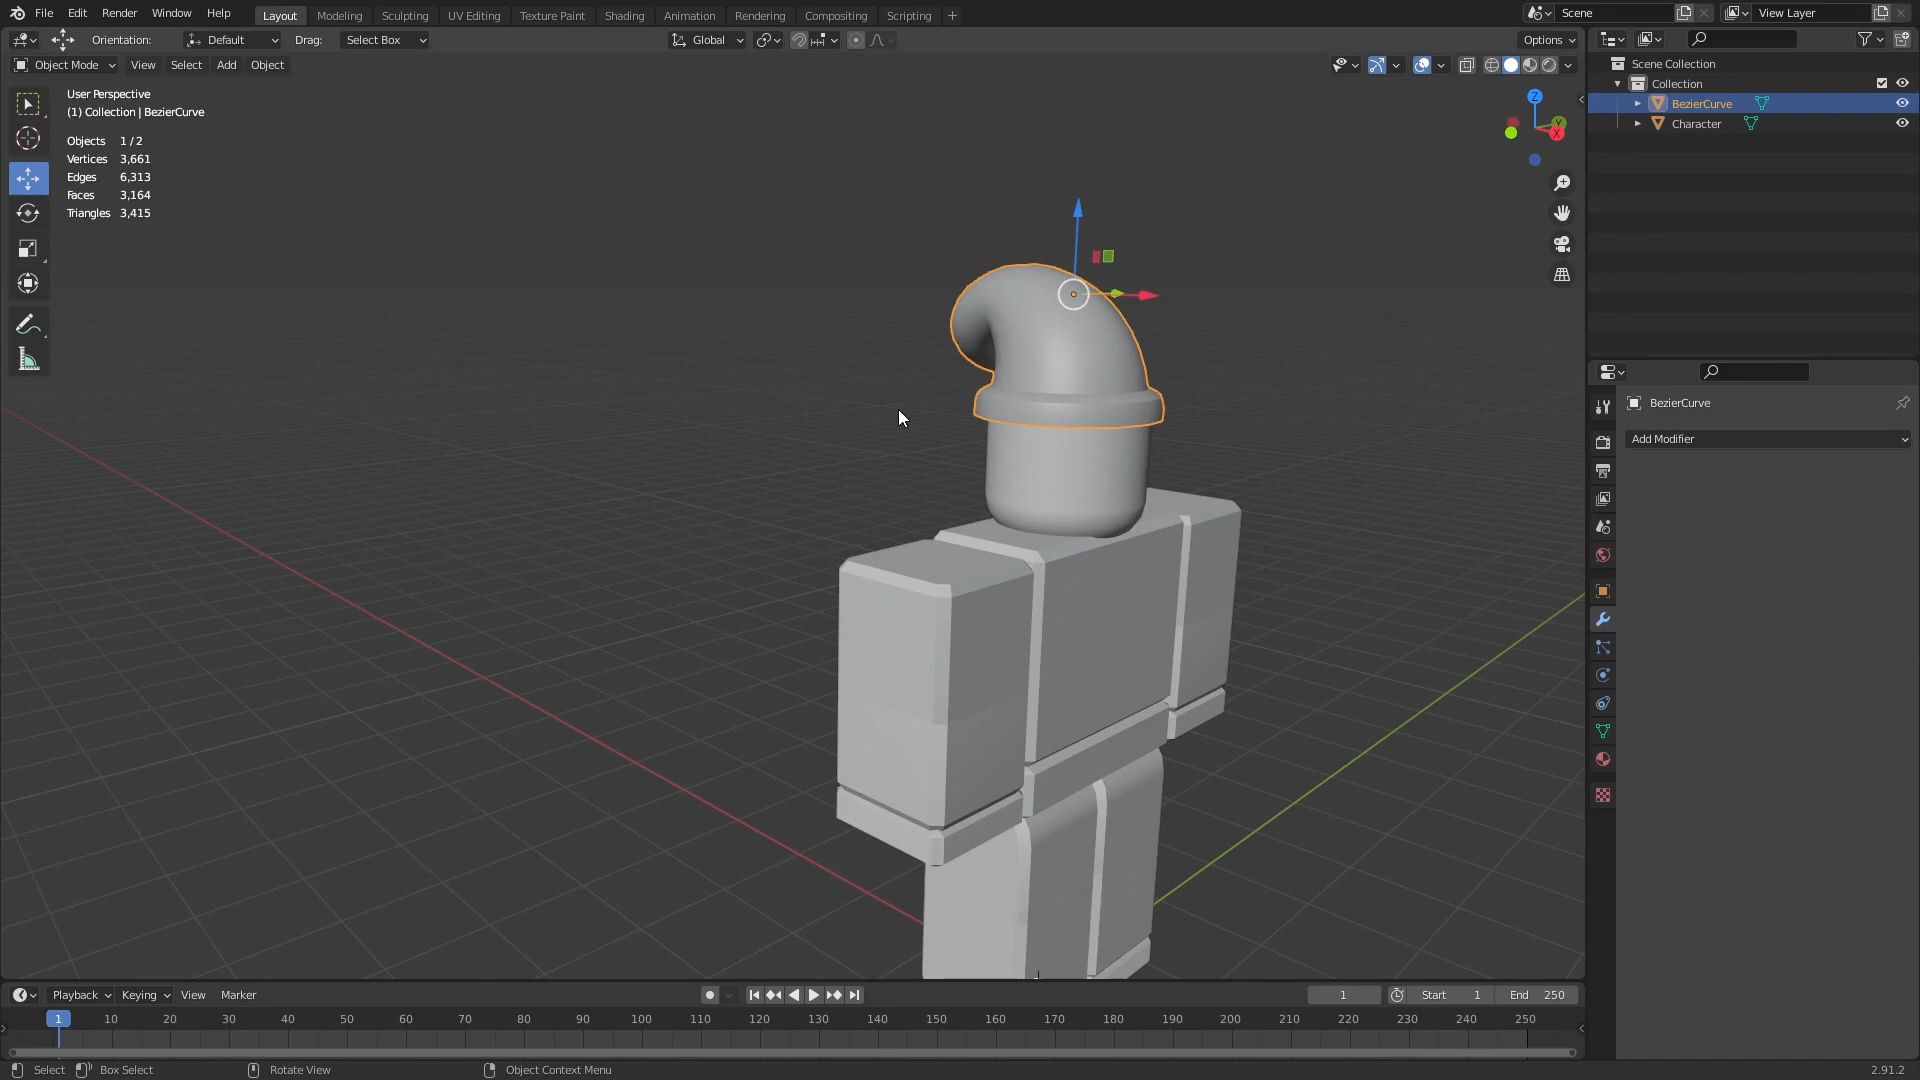 File Edit Render Window Help Layout Modeling Sculpting UV Editing Texture Paint Shading Animation Rendering Compositing Scripting + Scene View Layer
Orientation: Default Drag: Select Box Global Options
Object Mode View Select Add Object
User Perspective
(1) Collection | BezierCurve
Objects 1 / 2
Vertices 3,661
Edges 6,313
Faces 3,164
Triangles 3,415
Z
Y
X
Scene Collection
Collection
BezierCurve
Character
BezierCurve
Add Modifier
Playback Keying View Marker 1 Start 1 End 250
1 10 20 30 40 50 60 70 80 90 100 110 120 130 140 150 160 170 180 190 200 210 220 230 240 250
Select Box Select Rotate View Object Context Menu 2.91.2